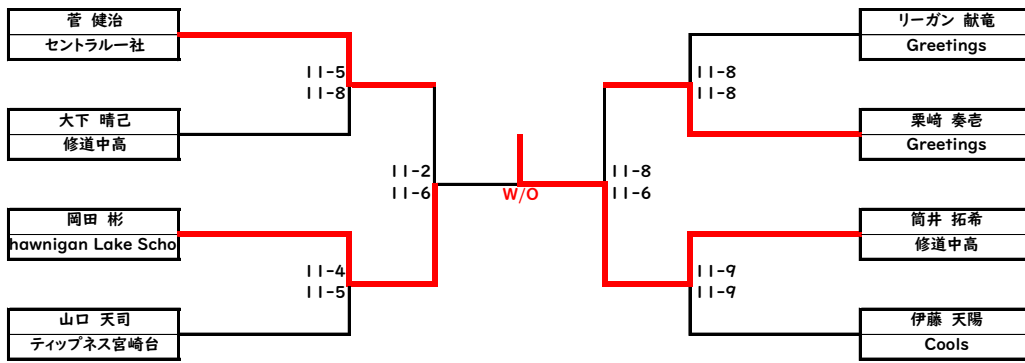 菅 健治
セントラル一社
11-5
11-8
大下 晴己
修道中高
11-2
11-6
岡田 彬
hawnigan Lake Scho
11-4
11-5
山口 天司
ティップネス宮崎台
W/O
リーガン 献竜
Greetings
11-8
11-8
栗﨑 奏壱
Greetings
11-8
11-6
筒井 拓希
修道中高
11-9
11-9
伊藤 天陽
Cools